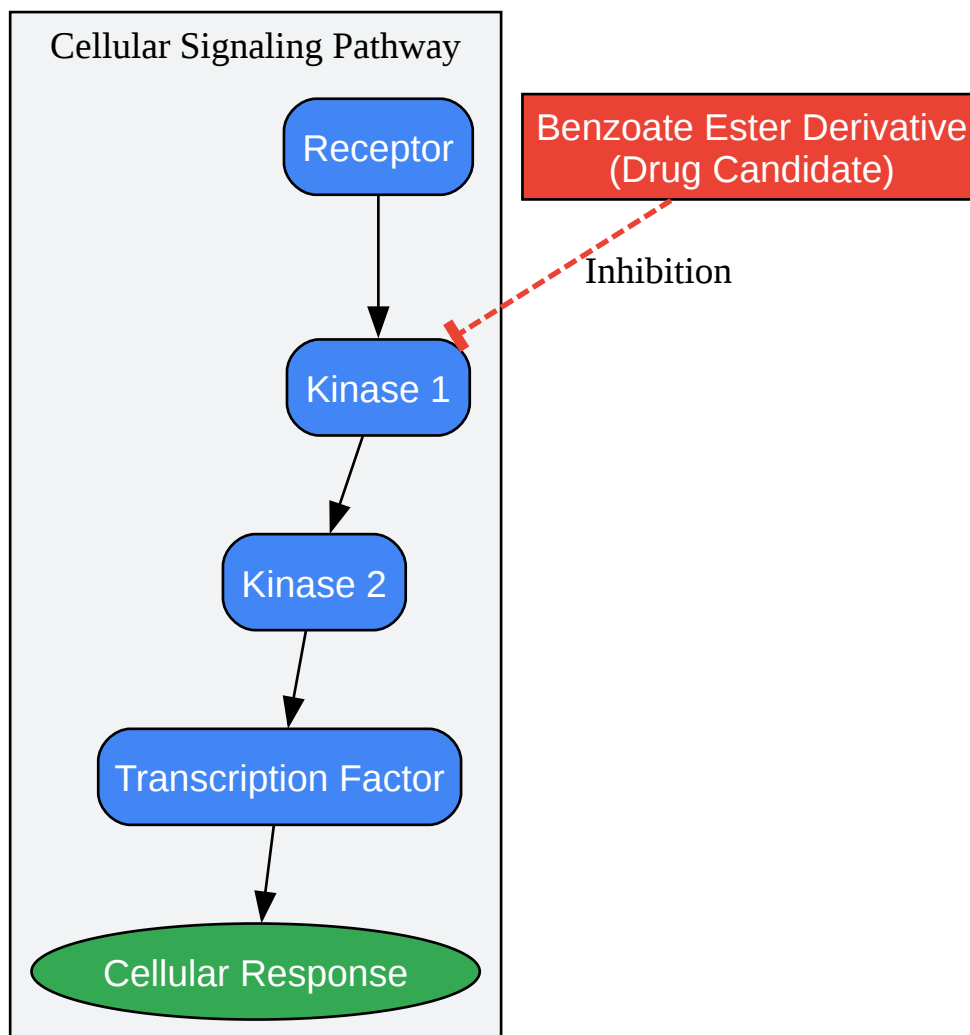 Cellular Signaling Pathway
Receptor
Benzoate Ester Derivative
(Drug Candidate)
Inhibition
Kinase 1
Kinase 2
Transcription Factor
Cellular Response